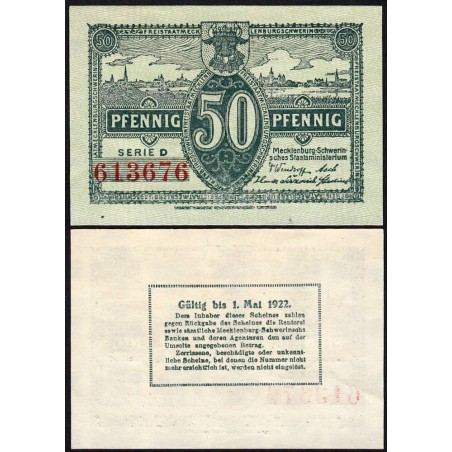 50
FREISTAAT MECKLENBURG SCHWERIN
50
PFENNIG
50
PFENNIG
SERIE D
613676
Mecklenburg-Schwerin-
sches Staatsministerium
Gültig bis 1. Mai 1922.
Dem Inhaber dieses Scheines zahlen
gegen Rückgabe des Scheines die Renterei
sowie sämtliche Mecklenburg-Schwerinsche
Banken und deren Agenturen den auf der
Umseite angegebenen Betrag.
Zerrissene, beschädigte oder unkennt-
liche Scheine, bei denen die Nummer nicht
mehr ersichtlich ist, werden nicht eingelöst.